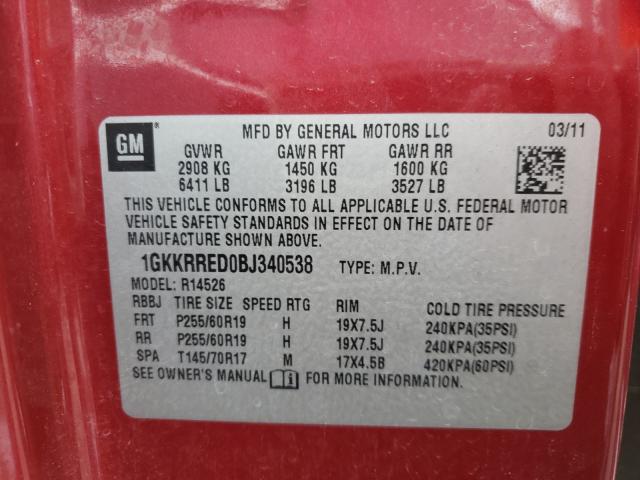 GM
MFD BY GENERAL MOTORS LLC 03/11
GVWR GAWR FRT GAWR RR
2908 KG 1450 KG 1600 KG
6411 LB 3196 LB 3527 LB
THIS VEHICLE CONFORMS TO ALL APPLICABLE U.S. FEDERAL MOTOR
VEHICLE SAFETY STANDARDS IN EFFECT ON THE DATE OF
MANUFACTURE SHOWN ABOVE.
1GKKRRED0BJ340538 TYPE: M.P.V.
MODEL: R14526
RBBJ TIRE SIZE SPEED RTG RIM COLD TIRE PRESSURE
FRT P255/60R19 H 19X7.5J 240KPA(35PSI)
RR P255/60R19 H 19X7.5J 240KPA(35PSI)
SPA T145/70R17 M 17X4.5B 420KPA(60PSI)
SEE OWNER'S MANUAL FOR MORE INFORMATION.